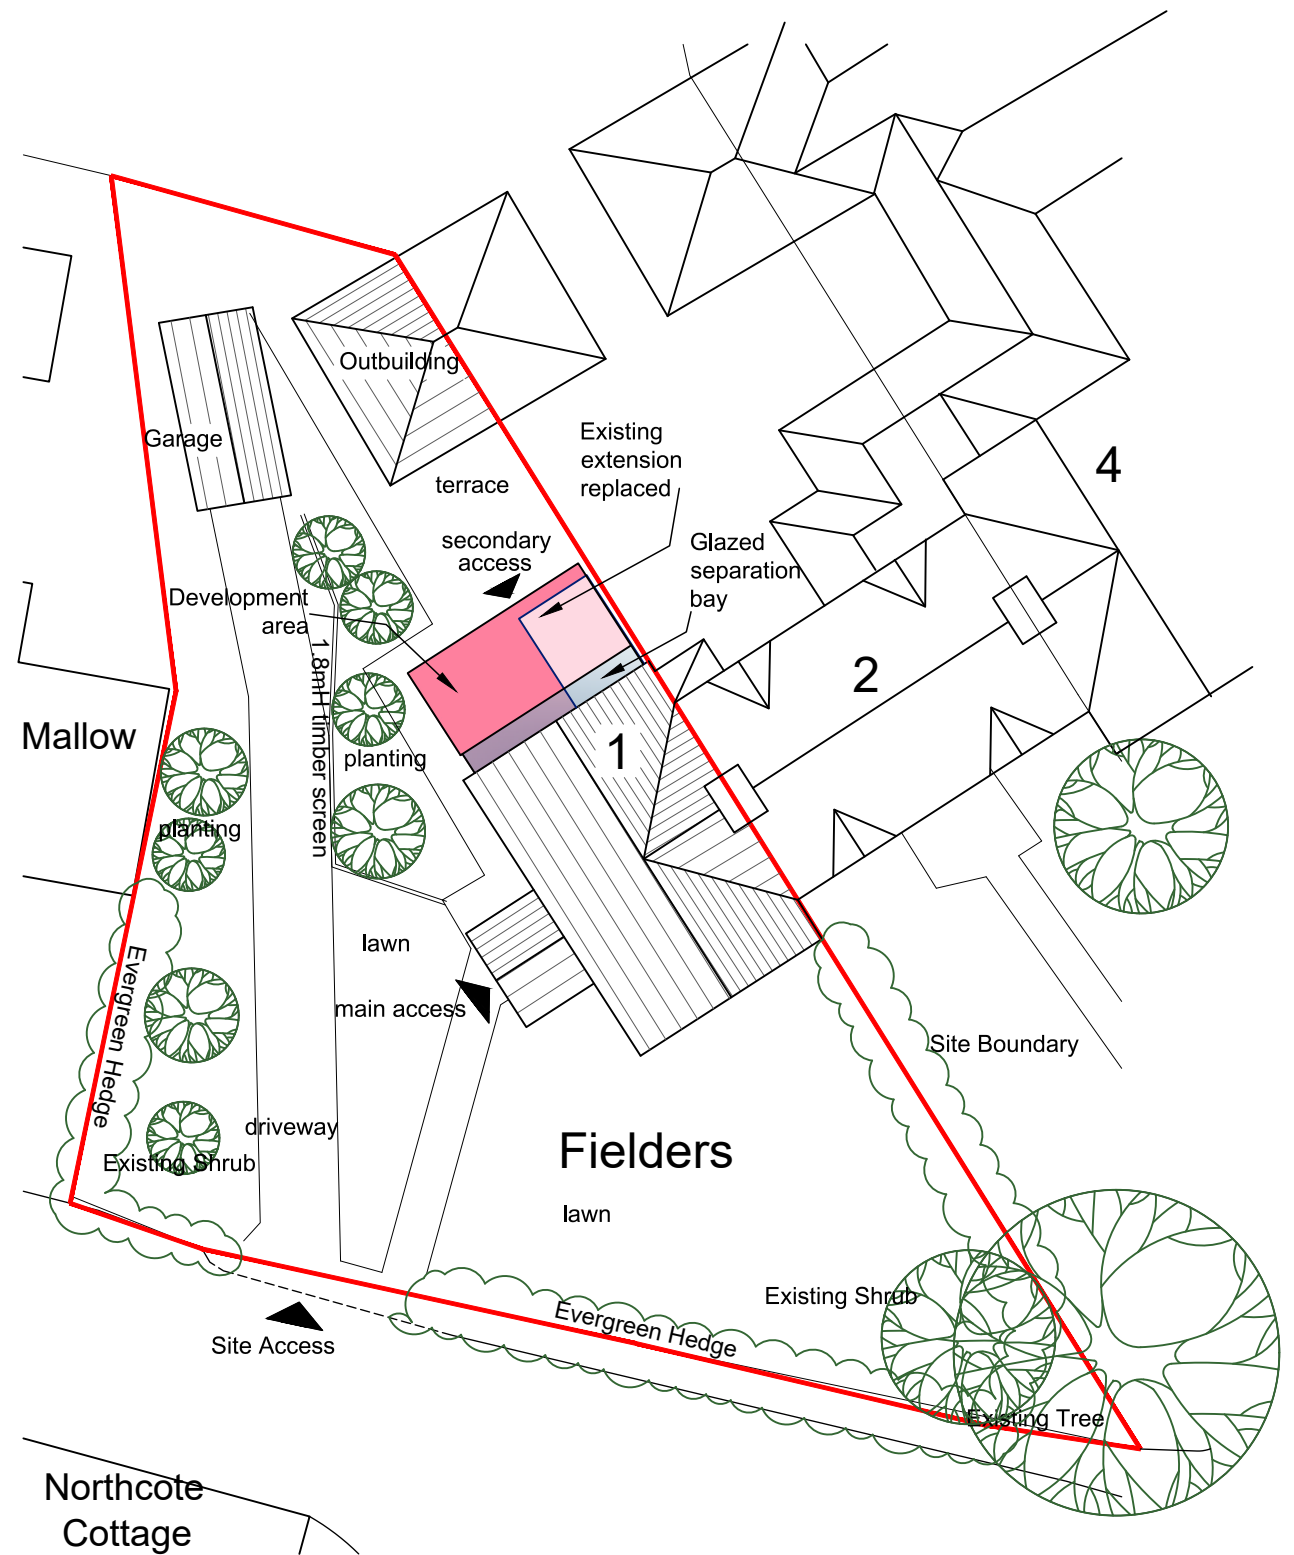 Outbuilding
Garage
Existing
extension
replaced
4
terrace
secondary
access
Glazed
separation
bay
Development
area
2
1.8mH timber screen
Mallow
1
planting
planting
lawn
Evergreen Hedge
main access
Site Boundary
driveway
Fielders
Existing Shrub
lawn
Existing Shrub
Evergreen Hedge
Site Access
Existing Tree
Northcote
Cottage